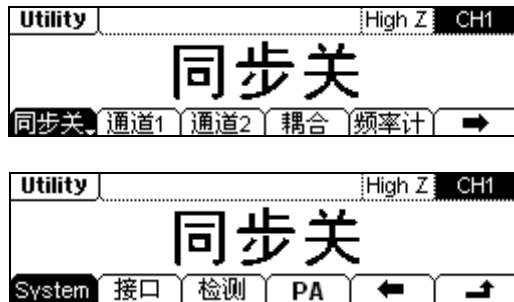 Utility High Z CH1
同步关
同步关 通道1 通道2 耦合 频率计
Utility High Z CH1
同步关
System 接口 检测 PA